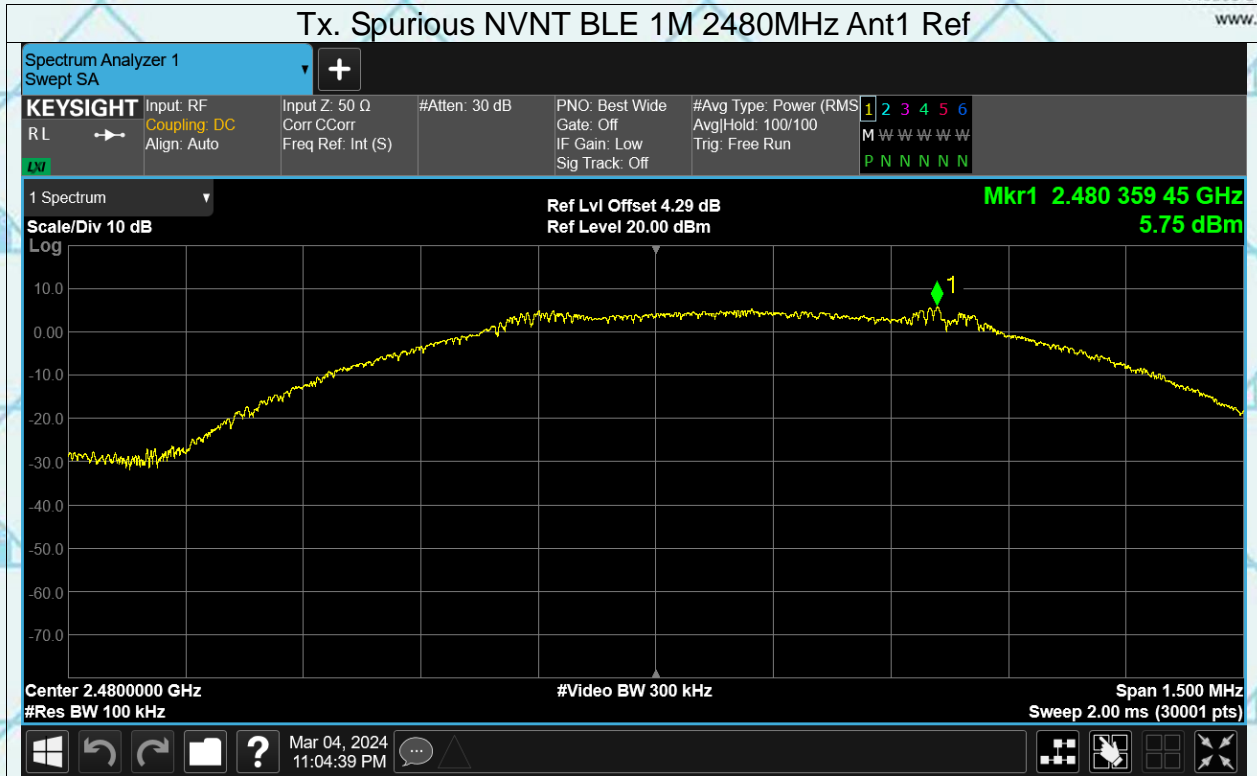 www.
Tx. Spurious NVNT BLE 1M 2480MHz Ant1 Ref
Spectrum Analyzer 1
Swept SA
KEYSIGHT
R L
LXI
Input: RF
Coupling: DC
Align: Auto
Input Z: 50 Ω
Corr CCorr
Freq Ref: Int (S)
#Atten: 30 dB
PNO: Best Wide
Gate: Off
IF Gain: Low
Sig Track: Off
#Avg Type: Power (RMS
Avg|Hold: 100/100
Trig: Free Run
1 2 3 4 5 6
M W W W W W
P N N N N N
1 Spectrum
Scale/Div 10 dB
Ref Lvl Offset 4.29 dB
Ref Level 20.00 dBm
Mkr1 2.480 359 45 GHz
5.75 dBm
Log
10.0
0.00
-10.0
-20.0
-30.0
-40.0
-50.0
-60.0
-70.0
1
Center 2.4800000 GHz
#Res BW 100 kHz
#Video BW 300 kHz
Span 1.500 MHz
Sweep 2.00 ms (30001 pts)
?
Mar 04, 2024
11:04:39 PM